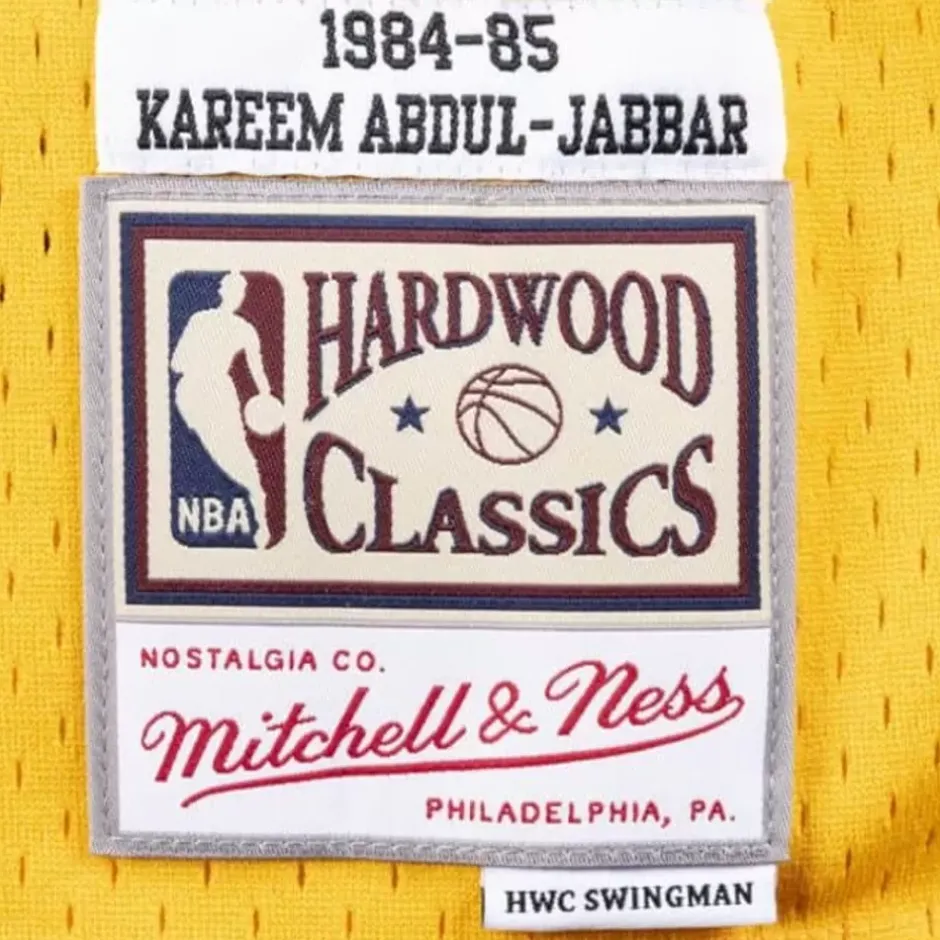 1984-85
KAREEM ABDUL-JABBAR
HARDWOOD
CLASSICS
NBA
NOSTALGIA CO.
Mitchell & Ness
PHILADELPHIA, PA.
HWC SWINGMAN